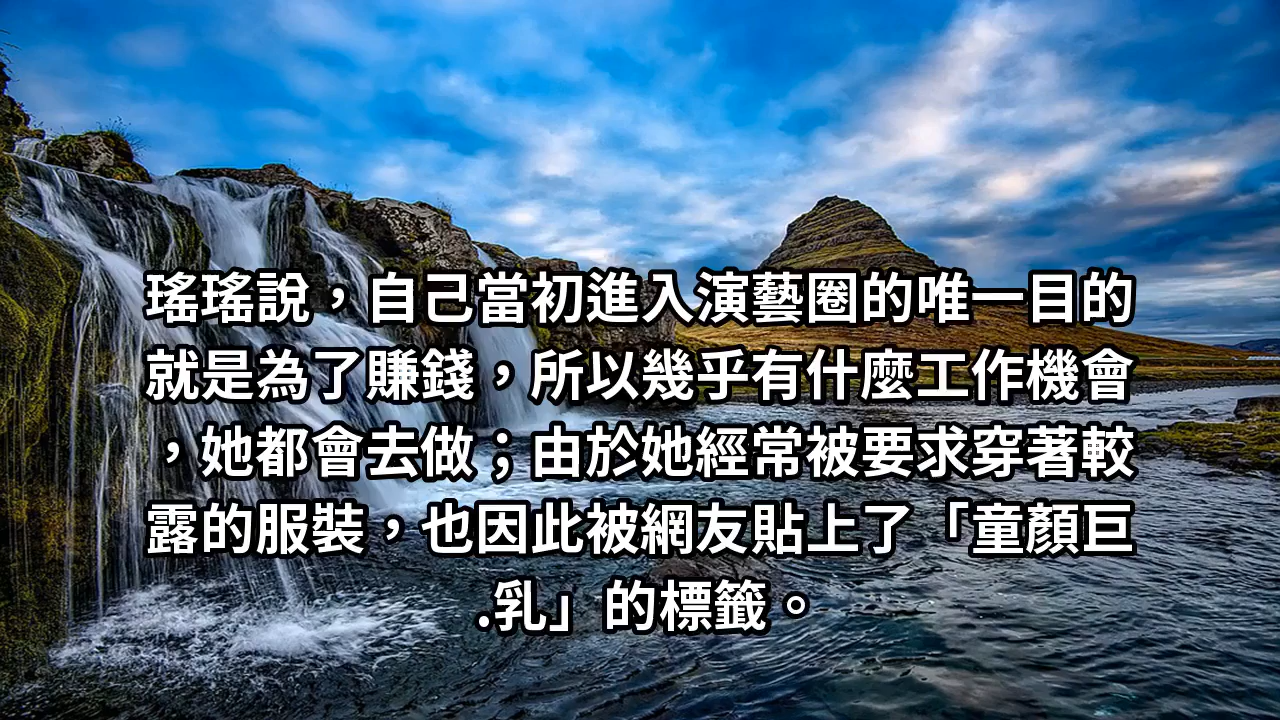 瑤瑤說，自己當初進入演藝圈的唯一目的
就是為了賺錢，所以幾乎有什麼工作機會
，她都會去做；由於她經常被要求穿著較
露的服裝，也因此被網友貼上了「童顏巨
.乳」的標籤。